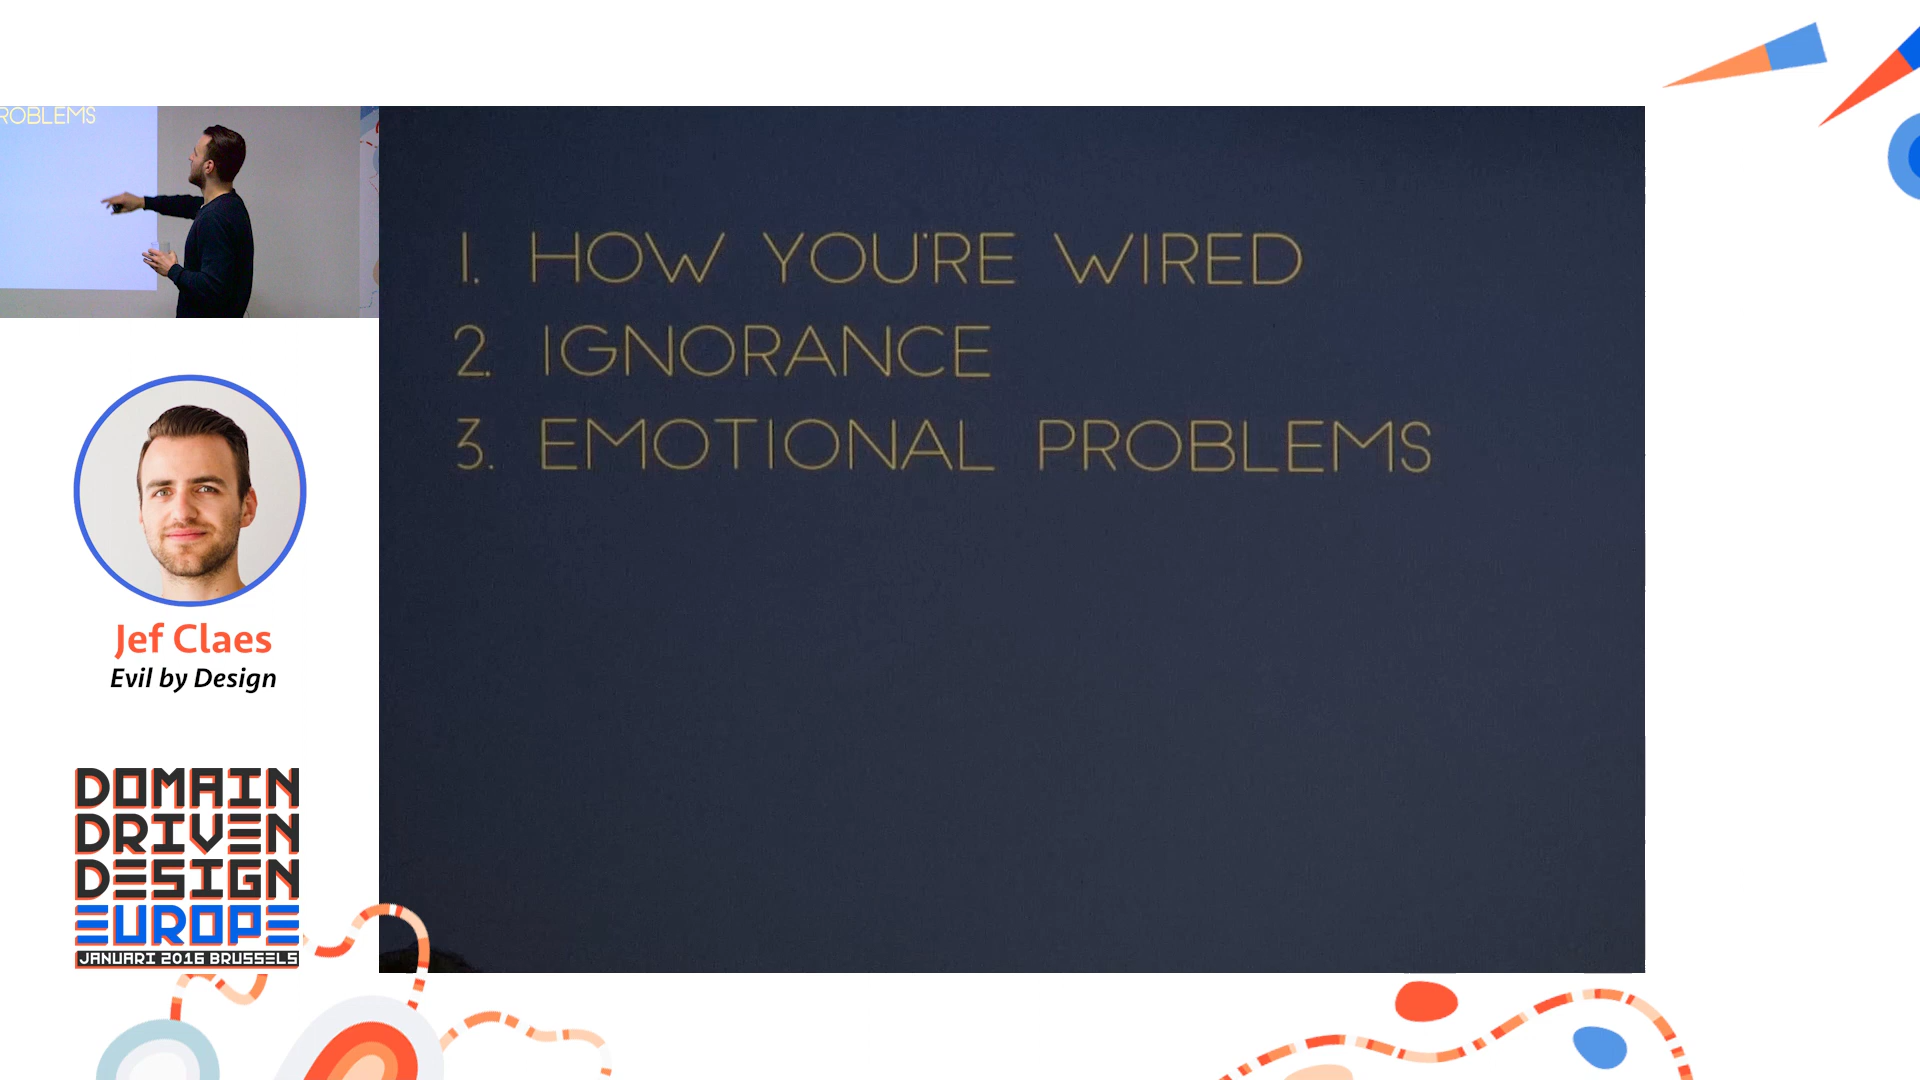 ROBLEMS
1. HOW YOU'RE WIRED
2. IGNORANCE
3. EMOTIONAL PROBLEMS
Jef Claes
Evil by Design
DOMAIN
DRIVEN
DESIGN
EUROPE
JANUARI 2016 BRUSSELS